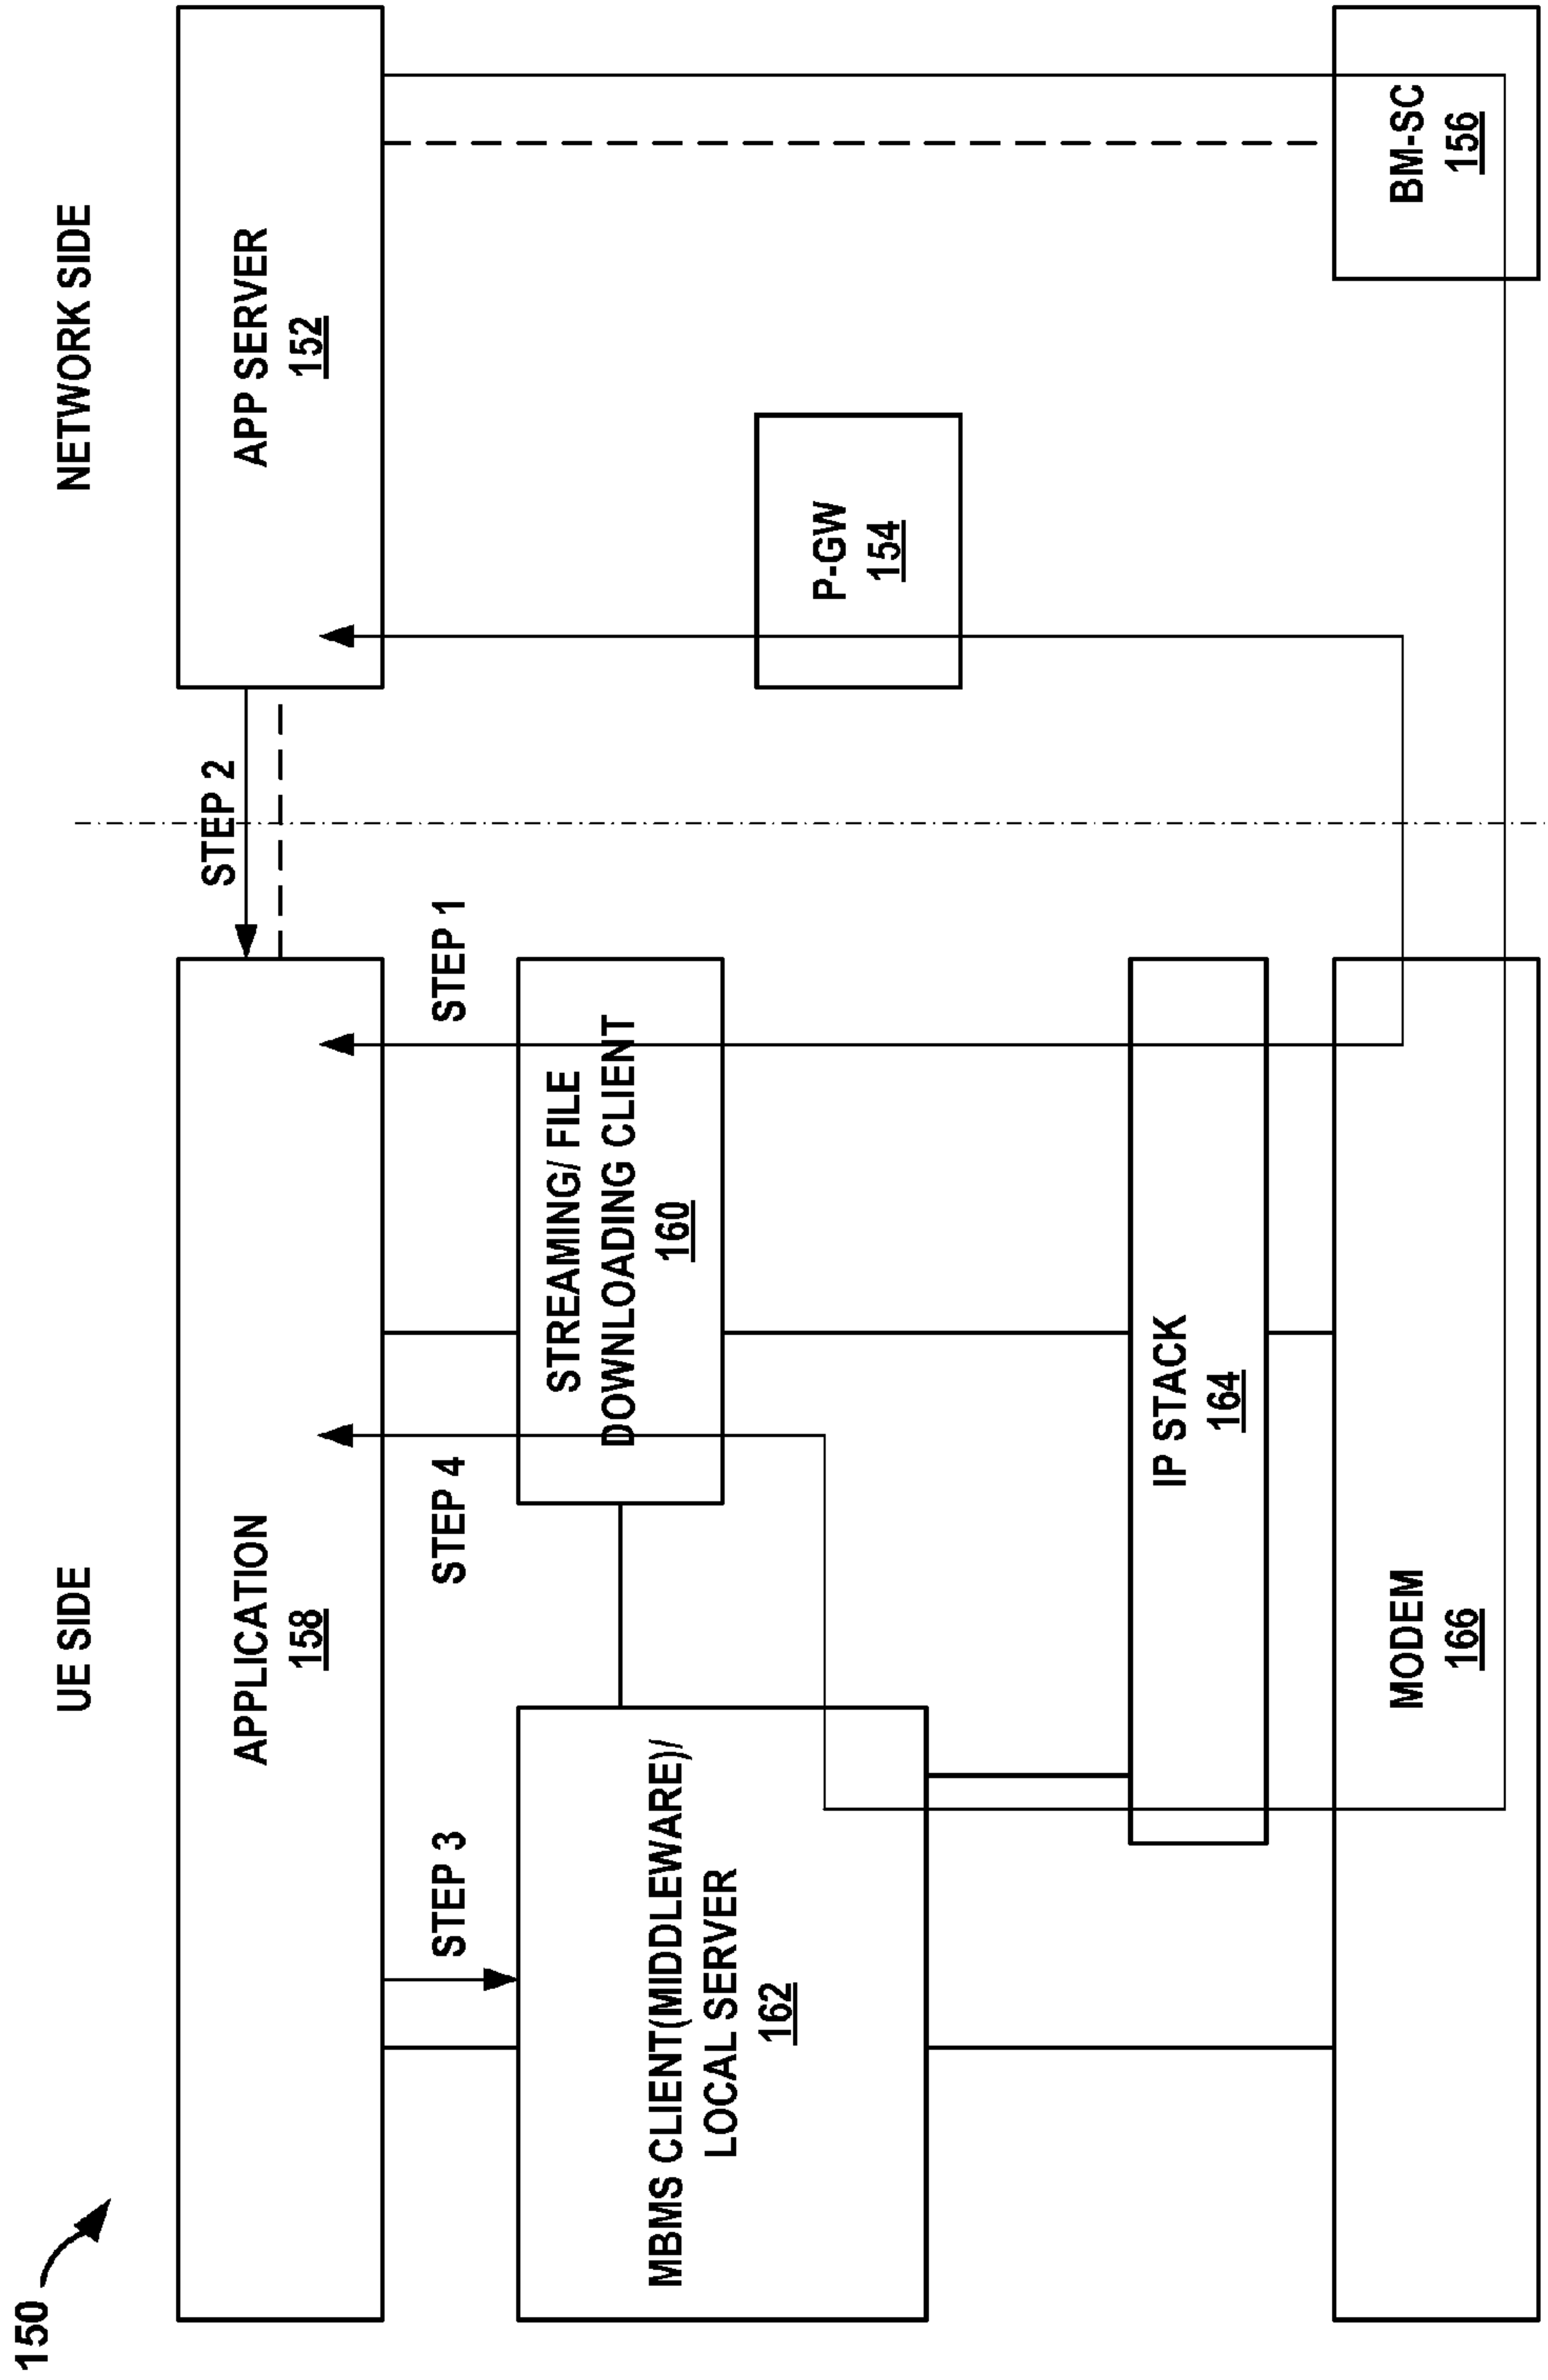 150
UE SIDE
NETWORK SIDE
APPLICATION
158
STEP 2
APP SERVER
152
STEP 3
STEP 4
STEP 1
MBMS CLIENT(MIDDLEWARE)/
LOCAL SERVER
162
STREAMING/ FILE
DOWNLOADING CLIENT
160
P-GW
154
IP STACK
164
MODEM
166
BM-SC
156